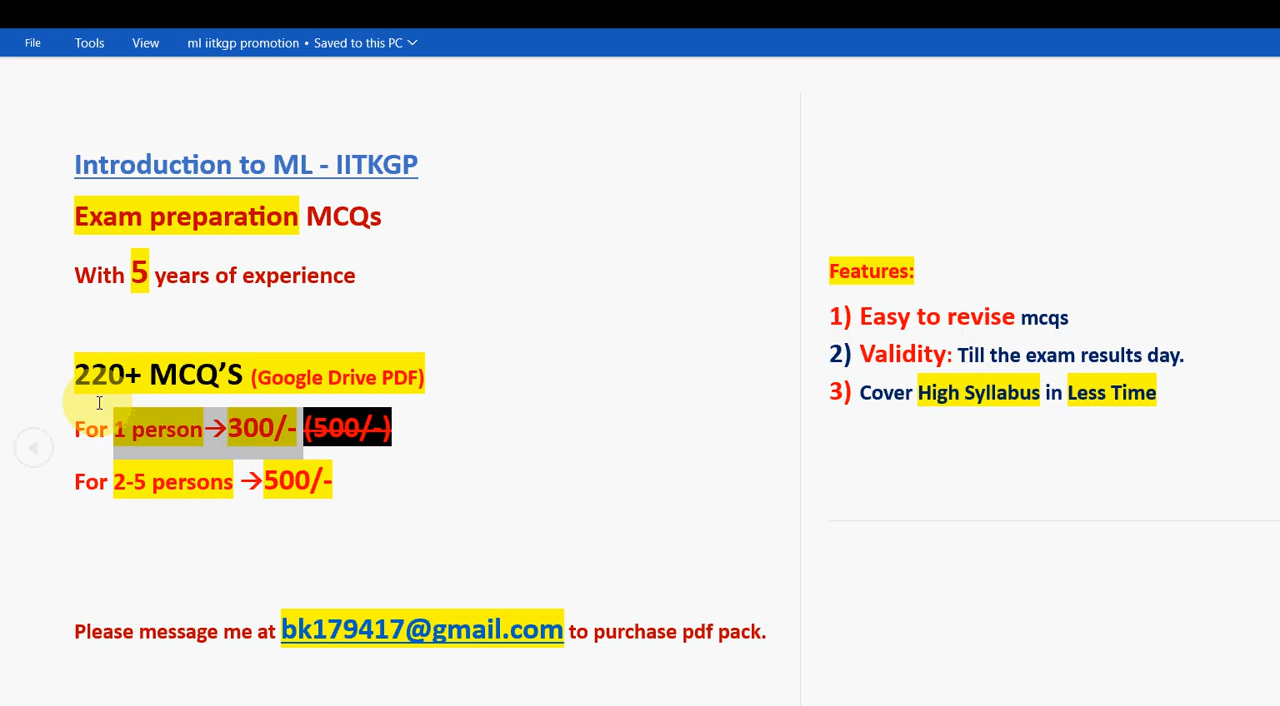 File Tools View ml iitkgp promotion • Saved to this PC
Introduction to ML - IITKGP
Exam preparation MCQs
With 5 years of experience
220+ MCQ’S (Google Drive PDF)
For 1 person→300/- (500/-)
For 2-5 persons →500/-
Please message me at bk179417@gmail.com to purchase pdf pack.
Features:
1) Easy to revise mcqs
2) Validity: Till the exam results day.
3) Cover High Syllabus in Less Time